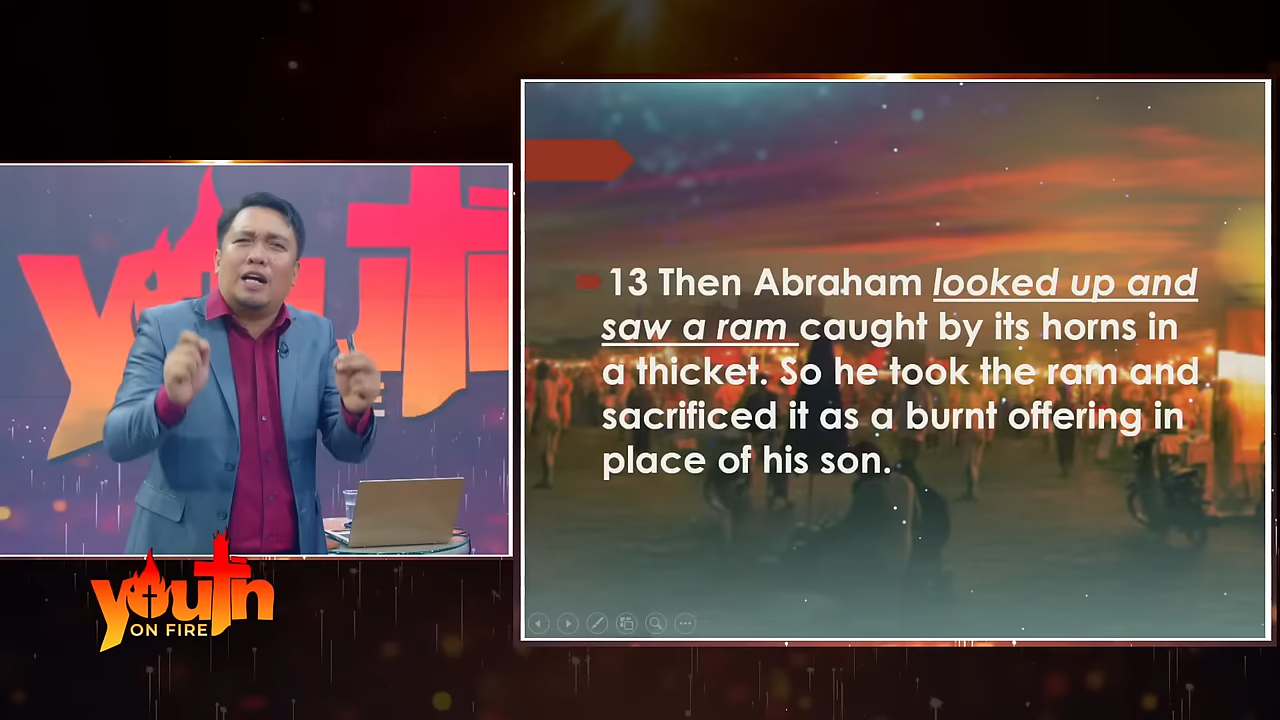 13 Then Abraham looked up and
saw a ram caught by its horns in
a thicket. So he took the ram and
sacrificed it as a burnt offering in
place of his son.
youth
youth
ON FIRE